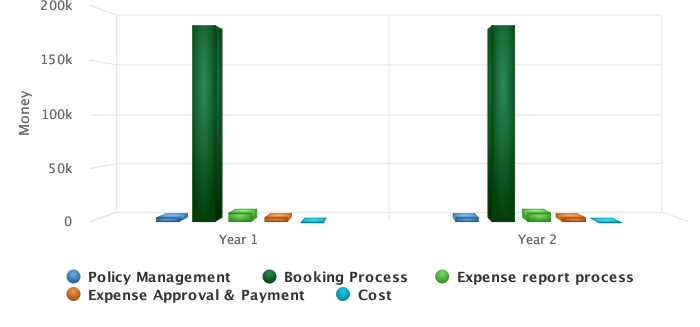 200k
150k
100k
50k
0
Money
Year 1 Year 2
Policy Management Booking Process Expense report process
Expense Approval & Payment Cost